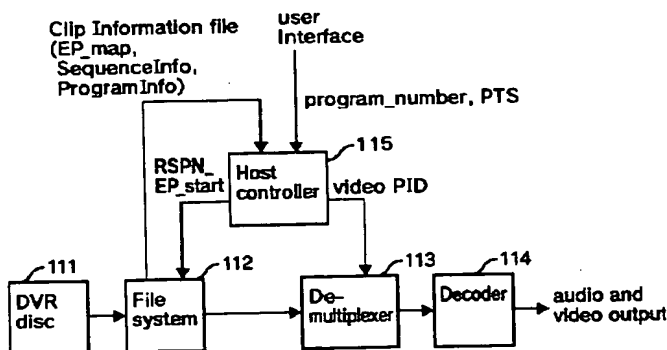 Clip Information file
(EP_map,
SequenceInfo,
ProgramInfo)
user
Interface
program_number, PTS
115
RSPN_
EP_start
Host
controller
video PID
111
DVR
disc
112
File
system
113
De-
multiplexer
114
Decoder
audio and
video output